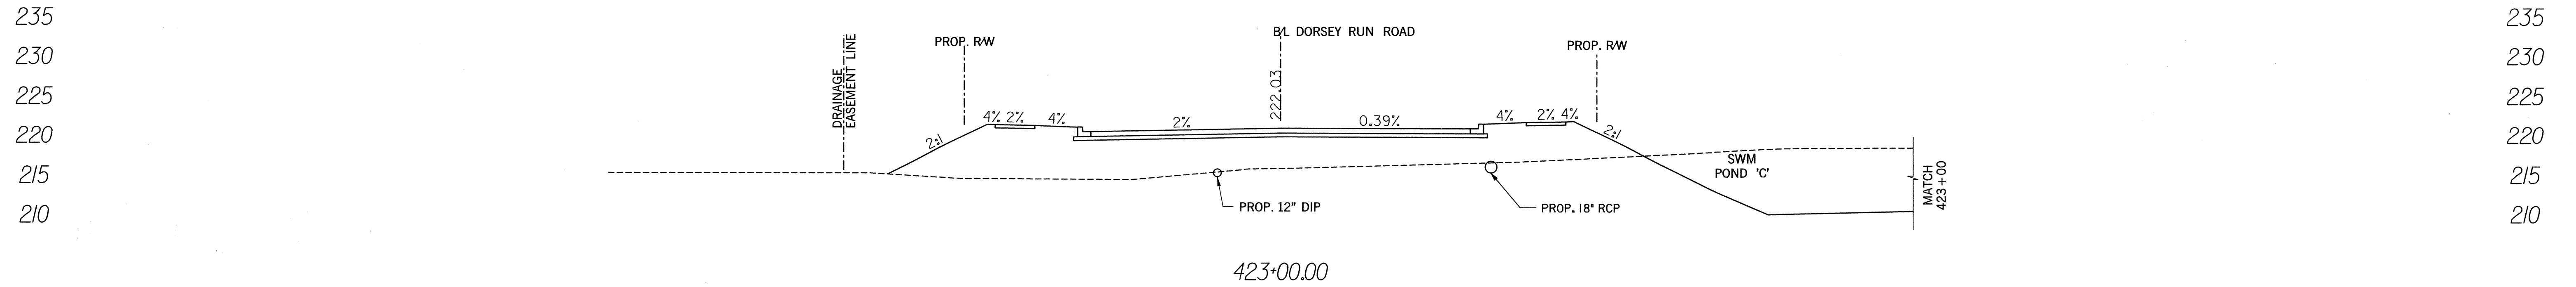 235
230
225
220
215
210
DRAINAGE
EASEMENT LINE
PROP. R/W
B/L DORSEY RUN ROAD
222.03
PROP. R/W
2:1
4% 2% 4%
2%
0.39%
4% 2% 4%
2:1
SWM
POND 'C'
MATCH
423+00
PROP. 12" DIP
PROP. 18" RCP
423+00.00
235
230
225
220
215
210